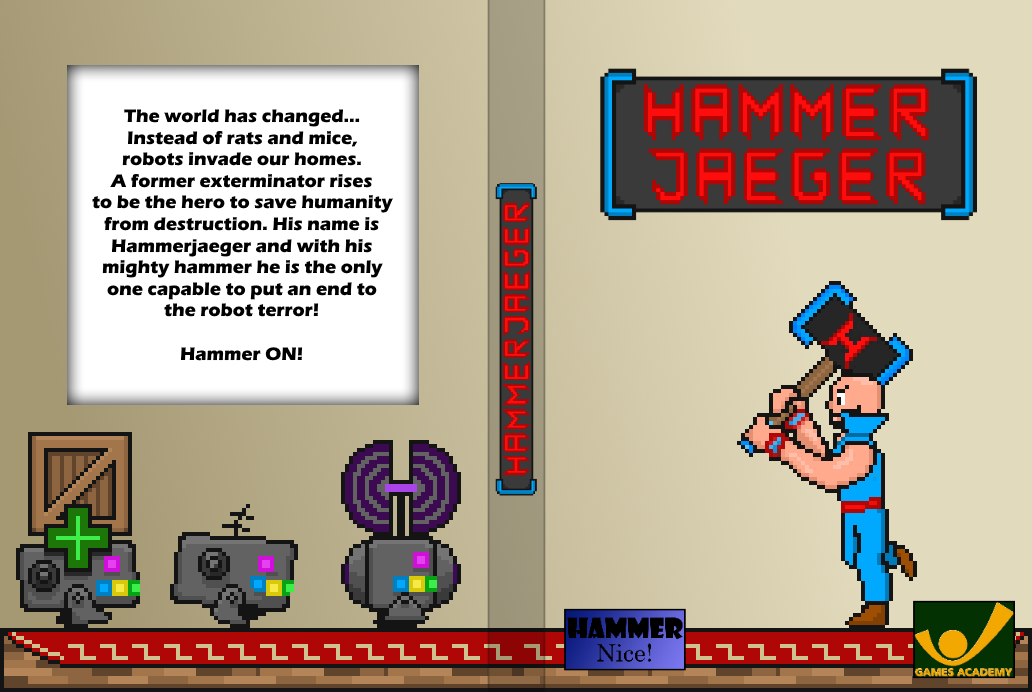 The world has changed...
Instead of rats and mice,
robots invade our homes.
A former exterminator rises
to be the hero to save humanity
from destruction. His name is
Hammerjaeger and with his
mighty hammer he is the only
one capable to put an end to
the robot terror!
Hammer ON!
HAMMERJAEGER
HAMMER
JAEGER
H
HAMMER
Nice!
GAMES ACADEMY